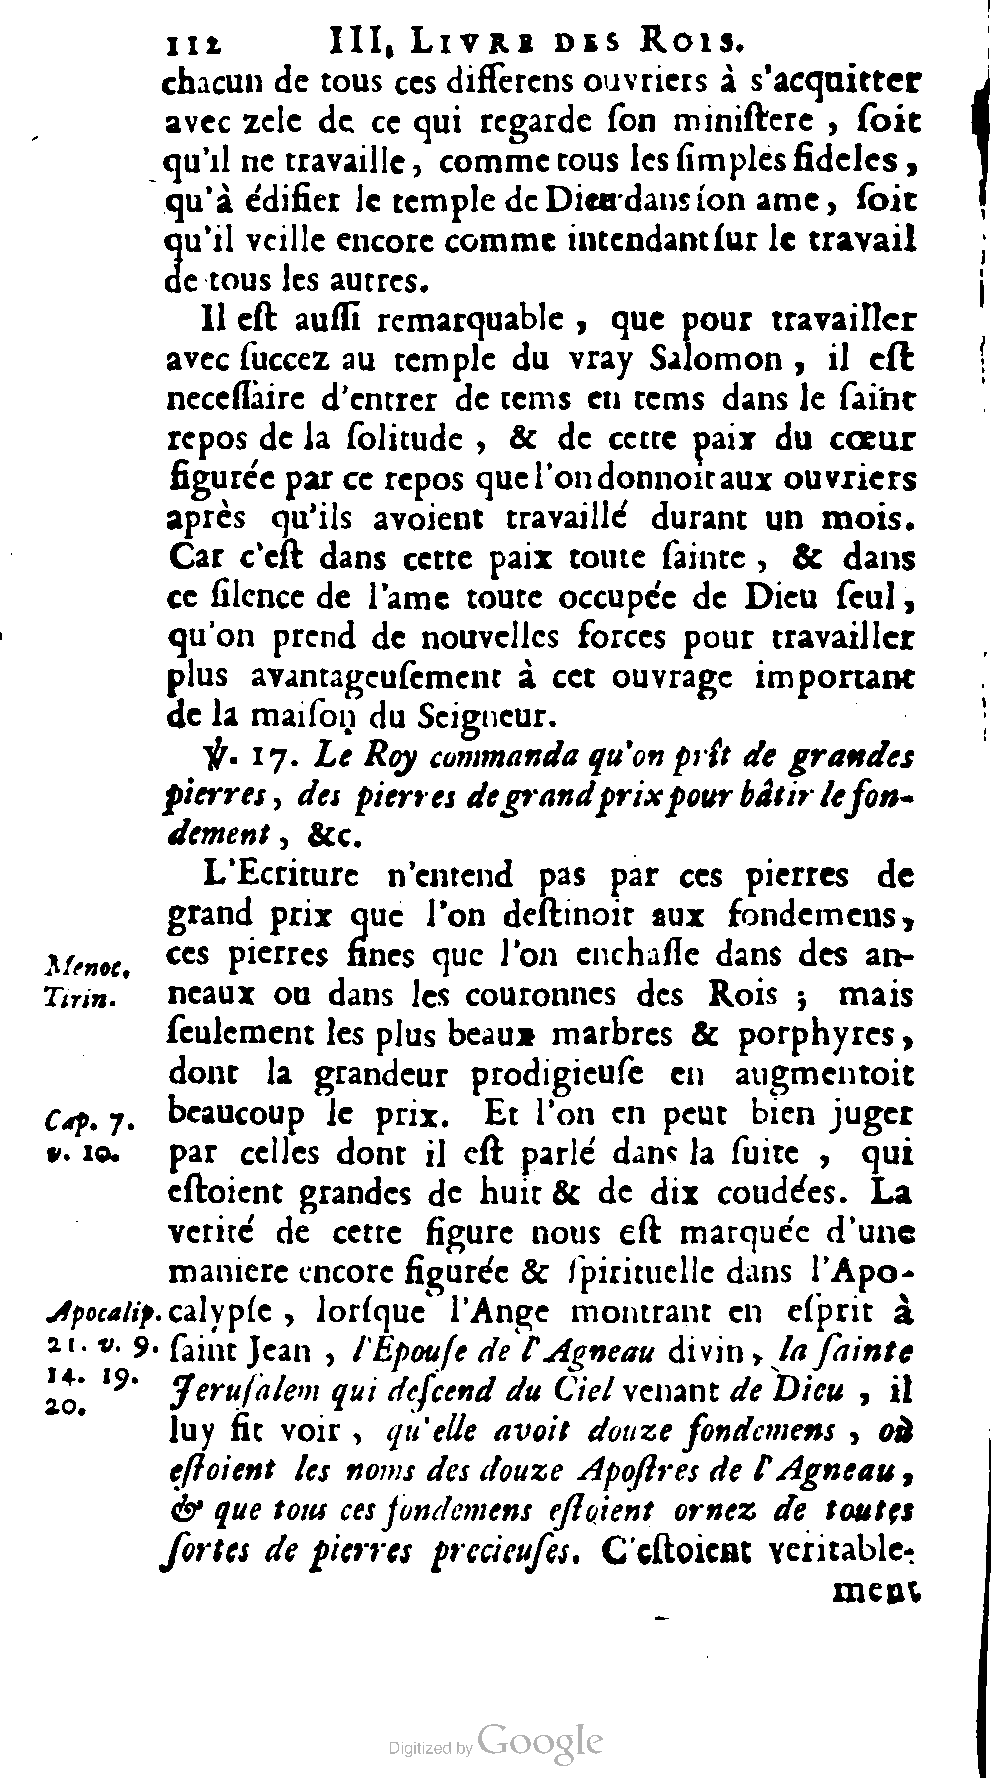 112 III. LIVRE DES ROIS.
chacun de tous ces differens ouvriers à s'acquitter
avec zele de ce qui regarde ſon miniſtere , ſoit
qu'il ne travaille , comme tous les ſimples fideles ,
qu'à édifier le temple de Dieu dans ſon ame , ſoit
qu'il veille encore comme intendant ſur le travail
de tous les autres.
Il eſt auſſi remarquable , que pour travailler
avec ſuccez au temple du vray Salomon , il eſt
neceſſaire d'entrer de tems en tems dans le ſaint
repos de la ſolitude , & de cette paix du cœur
figurée par ce repos que l'on donnoit aux ouvriers
après qu'ils avoient travaillé durant un mois.
Car c'eſt dans cette paix toute ſainte , & dans
ce ſilence de l'ame toute occupée de Dieu ſeul ,
qu'on prend de nouvelles forces pour travailler
plus avantageuſement à cet ouvrage important
de la maiſon du Seigneur.
℣. 17. Le Roy commanda qu'on prît de grandes
pierres , des pierres de grand prix pour bâtir le fon-
dement , &c.
L'Ecriture n'entend pas par ces pierres de
grand prix que l'on deſtinoit aux fondemens ,
Menoc. ces pierres fines que l'on enchaſſe dans des an-
Tirin. neaux ou dans les couronnes des Rois ; mais
ſeulement les plus beaux marbres & porphyres ,
dont la grandeur prodigieuſe en augmentoit
Cap. 7. beaucoup le prix. Et l'on en peut bien juger
v. 10. par celles dont il eſt parlé dans la ſuite , qui
eſtoient grandes de huit & de dix coudées. La
verité de cette figure nous eſt marquée d'une
maniere encore figurée & ſpirituelle dans l'Apo-
Apocalip. calypſe , lorſque l'Ange montrant en eſprit à
21. v. 9. ſaint Jean , l'Epouſe de l'Agneau divin , la ſainte
14. 19. Jeruſalem qui deſcend du Ciel venant de Dieu , il
20. luy fit voir , qu'elle avoit douze fondemens , où
eſtoient les noms des douze Apoſtres de l'Agneau ,
& que tous ces fondemens eſtoient ornez de toutes
ſortes de pierres precieuſes. C'eſtoient veritable-
ment
Digitized by Google